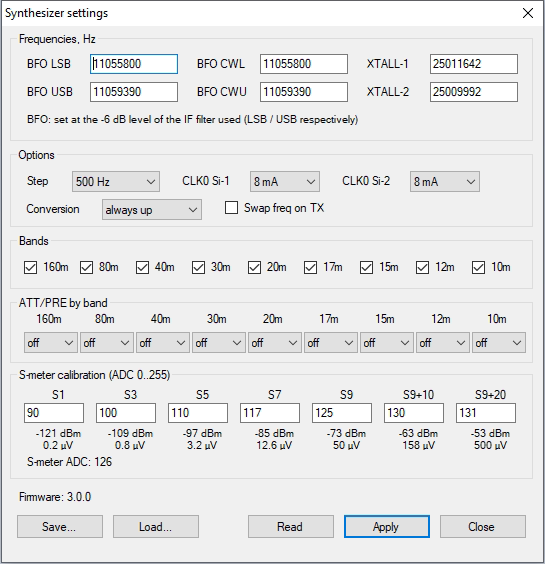 Synthesizer settings
Frequencies, Hz
BFO LSB 11055800 BFO CWL 11055800 XTALL-1 25011642
BFO USB 11059390 BFO CWU 11059390 XTALL-2 25009992
BFO: set at the -6 dB level of the IF filter used (LSB / USB respectively)
Options
Step 500 Hz CLK0 Si-1 8 mA CLK0 Si-2 8 mA
Conversion always up Swap freq on TX
Bands
160m 80m 40m 30m 20m 17m 15m 12m 10m
ATT/PRE by band
160m 80m 40m 30m 20m 17m 15m 12m 10m
off off off off off off off off off
S-meter calibration (ADC 0..255)
S1 S3 S5 S7 S9 S9+10 S9+20
90 100 110 117 125 130 131
-121 dBm -109 dBm -97 dBm -85 dBm -73 dBm -63 dBm -53 dBm
0.2 µV 0.8 µV 3.2 µV 12.6 µV 50 µV 158 µV 500 µV
S-meter ADC: 126
Firmware: 3.0.0
Save... Load... Read Apply Close